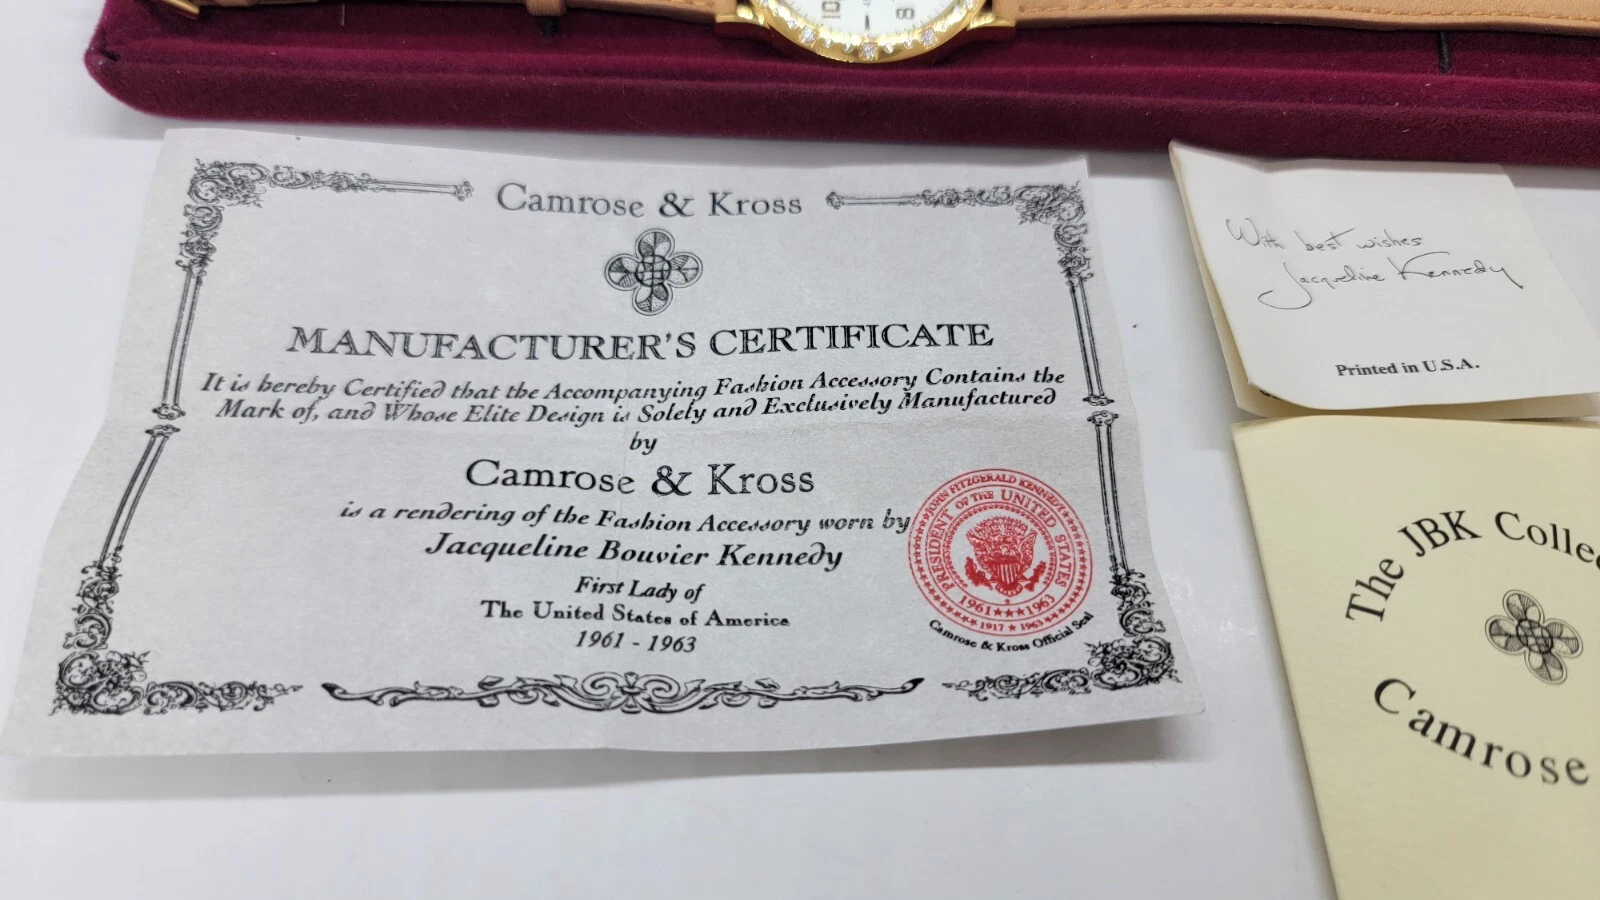 10
8
Camrose & Kross
MANUFACTURER'S CERTIFICATE
It is hereby Certified that the Accompanying Fashion Accessory Contains the
Mark of, and Whose Elite Design is Solely and Exclusively Manufactured
by
Camrose & Kross
is a rendering of the Fashion Accessory worn by
Jacqueline Bouvier Kennedy
First Lady of
The United States of America
1961 - 1963
JOHN FITZGERALD KENNEDY
PRESIDENT OF THE UNITED STATES
1961★★★1963
1917 ★ 1963
Camrose & Kross Official Seal
With best wishes
Jacqueline Kennedy
Printed in U.S.A.
The JBK Collec
Camrose